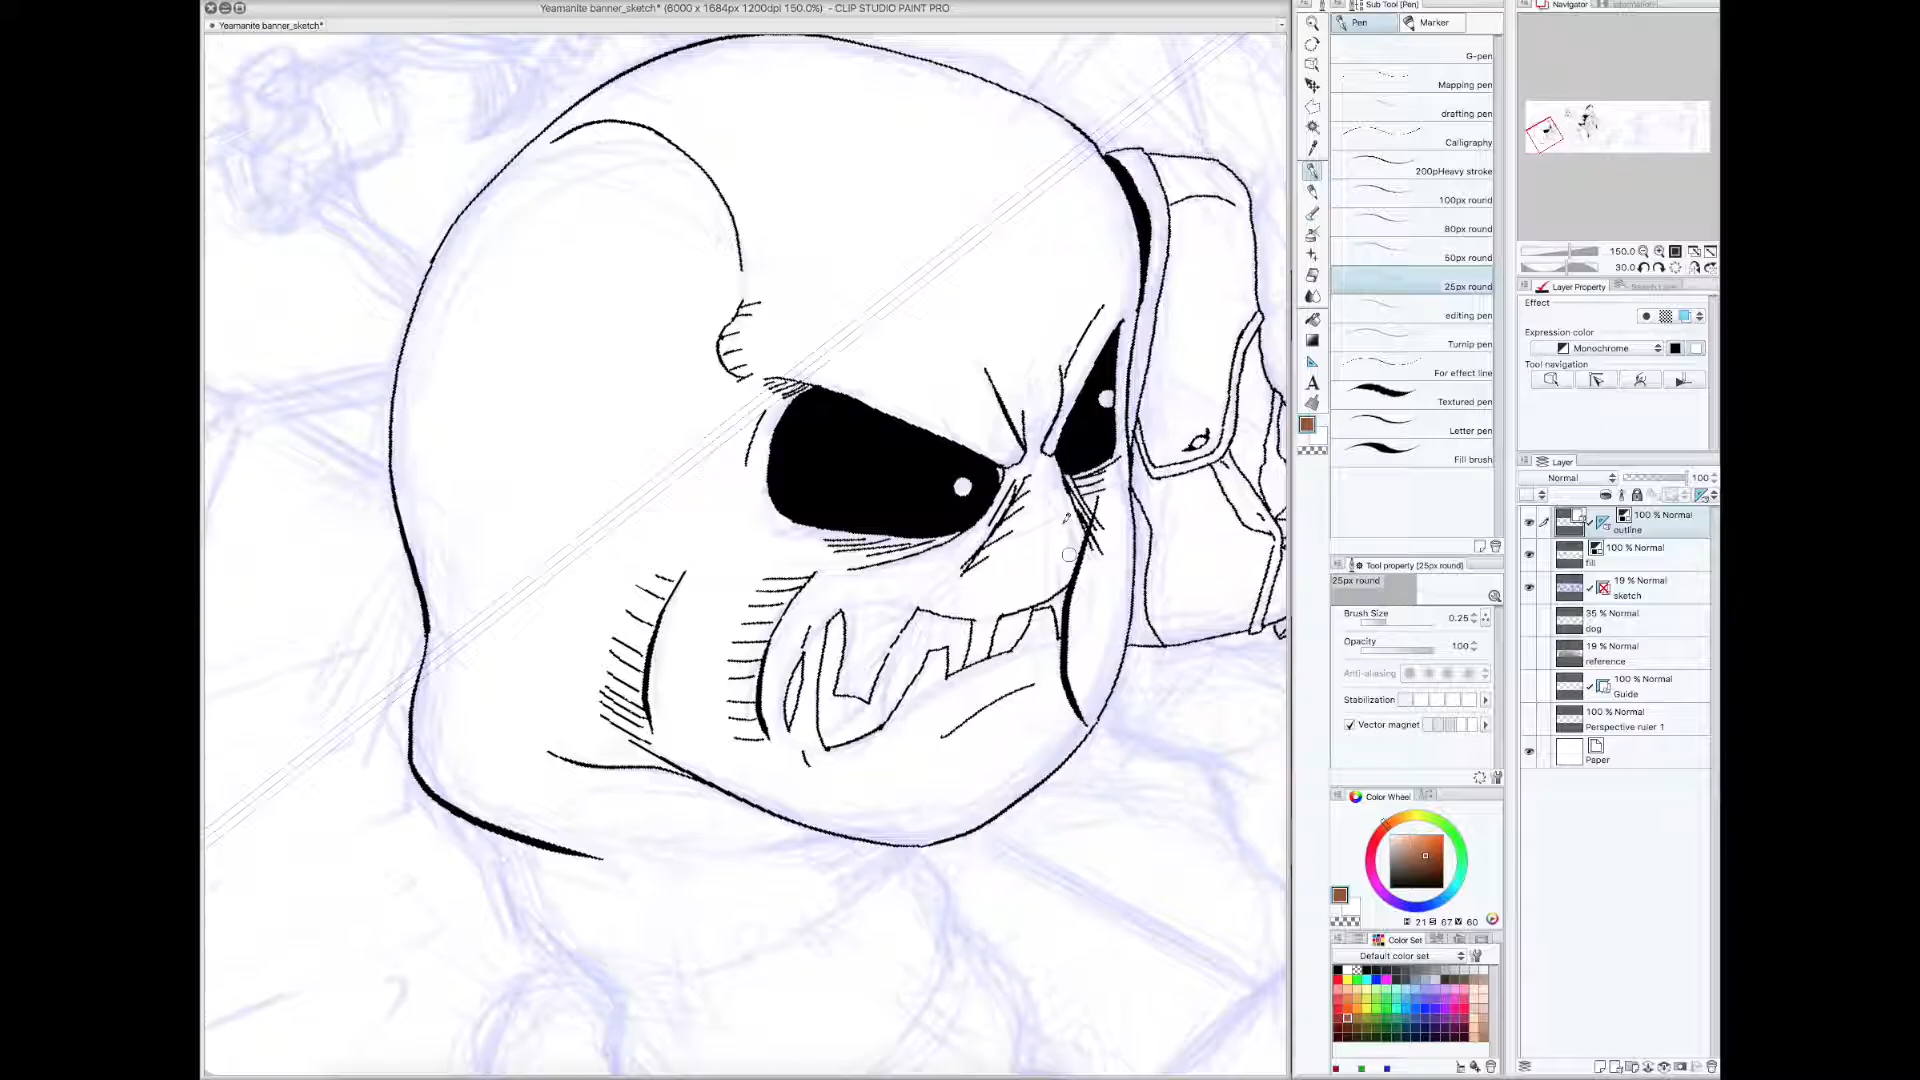 Yeamanite banner_sketch* (6000 x 1684px 1200dpi 150.0%) - CLIP STUDIO PAINT PRO
Yeamanite banner_sketch*
Sub Tool [Pen]
Pen
Marker
G-pen
Mapping pen
drafting pen
Calligraphy
200pHeavy stroke
100px round
80px round
50px round
25px round
editing pen
Turnip pen
For effect line
Textured pen
Letter pen
Fill brush
Tool property [25px round]
25px round
Brush Size
0.25
Opacity
100
Anti-aliasing
Stabilization
Vector magnet
Color Wheel
21 67 60
Color Set
Default color set
Navigator
Information
150.0
30.0
Layer Property
Effect
Expression color
Monochrome
Tool navigation
Layer
Normal
100
100 % Normal
outline
100 % Normal
fill
19 % Normal
sketch
35 % Normal
dog
19 % Normal
reference
100 % Normal
Guide
100 % Normal
Perspective ruler 1
Paper